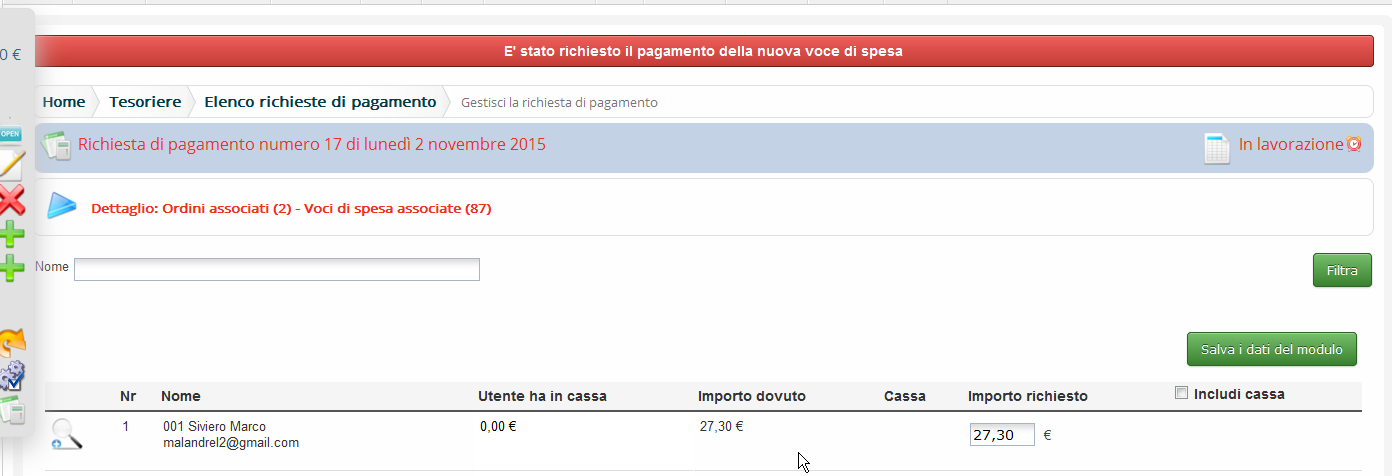 E' stato richiesto il pagamento della nuova voce di spesa
0 €
Home Tesoriere Elenco richieste di pagamento Gestisci la richiesta di pagamento
OPEN
Richiesta di pagamento numero 17 di lunedì 2 novembre 2015 In lavorazione
Dettaglio: Ordini associati (2) - Voci di spesa associate (87)
Nome Filtra
Salva i dati del modulo
Nr Nome Utente ha in cassa Importo dovuto Cassa Importo richiesto Includi cassa
1 001 Siviero Marco 0,00 € 27,30 € 27,30 €
malandrel2@gmail.com